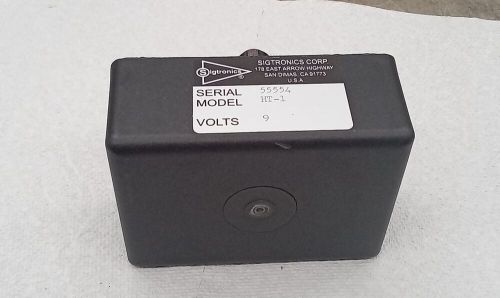 Sigtronics ®
SIGTRONICS CORP.
178 EAST ARROW HIGHWAY
SAN DIMAS, CA 91773
U.S.A.
SERIAL 55554
MODEL HT-1
VOLTS 9